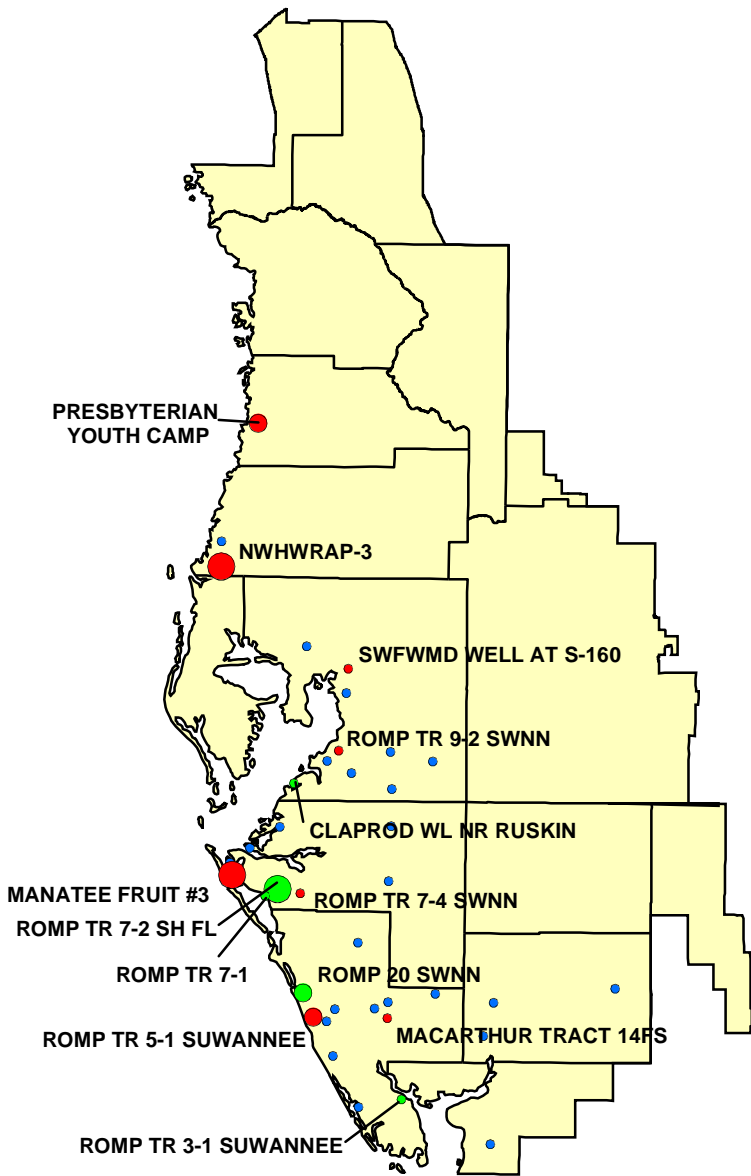 PRESBYTERIAN
YOUTH CAMP
NWHWRAP-3
SWFWMD WELL AT S-160
ROMP TR 9-2 SWNN
CLAPROD WL NR RUSKIN
MANATEE FRUIT #3
ROMP TR 7-4 SWNN
ROMP TR 7-2 SH FL
ROMP TR 7-1
ROMP 20 SWNN
ROMP TR 5-1 SUWANNEE
MACARTHUR TRACT 14FS
ROMP TR 3-1 SUWANNEE